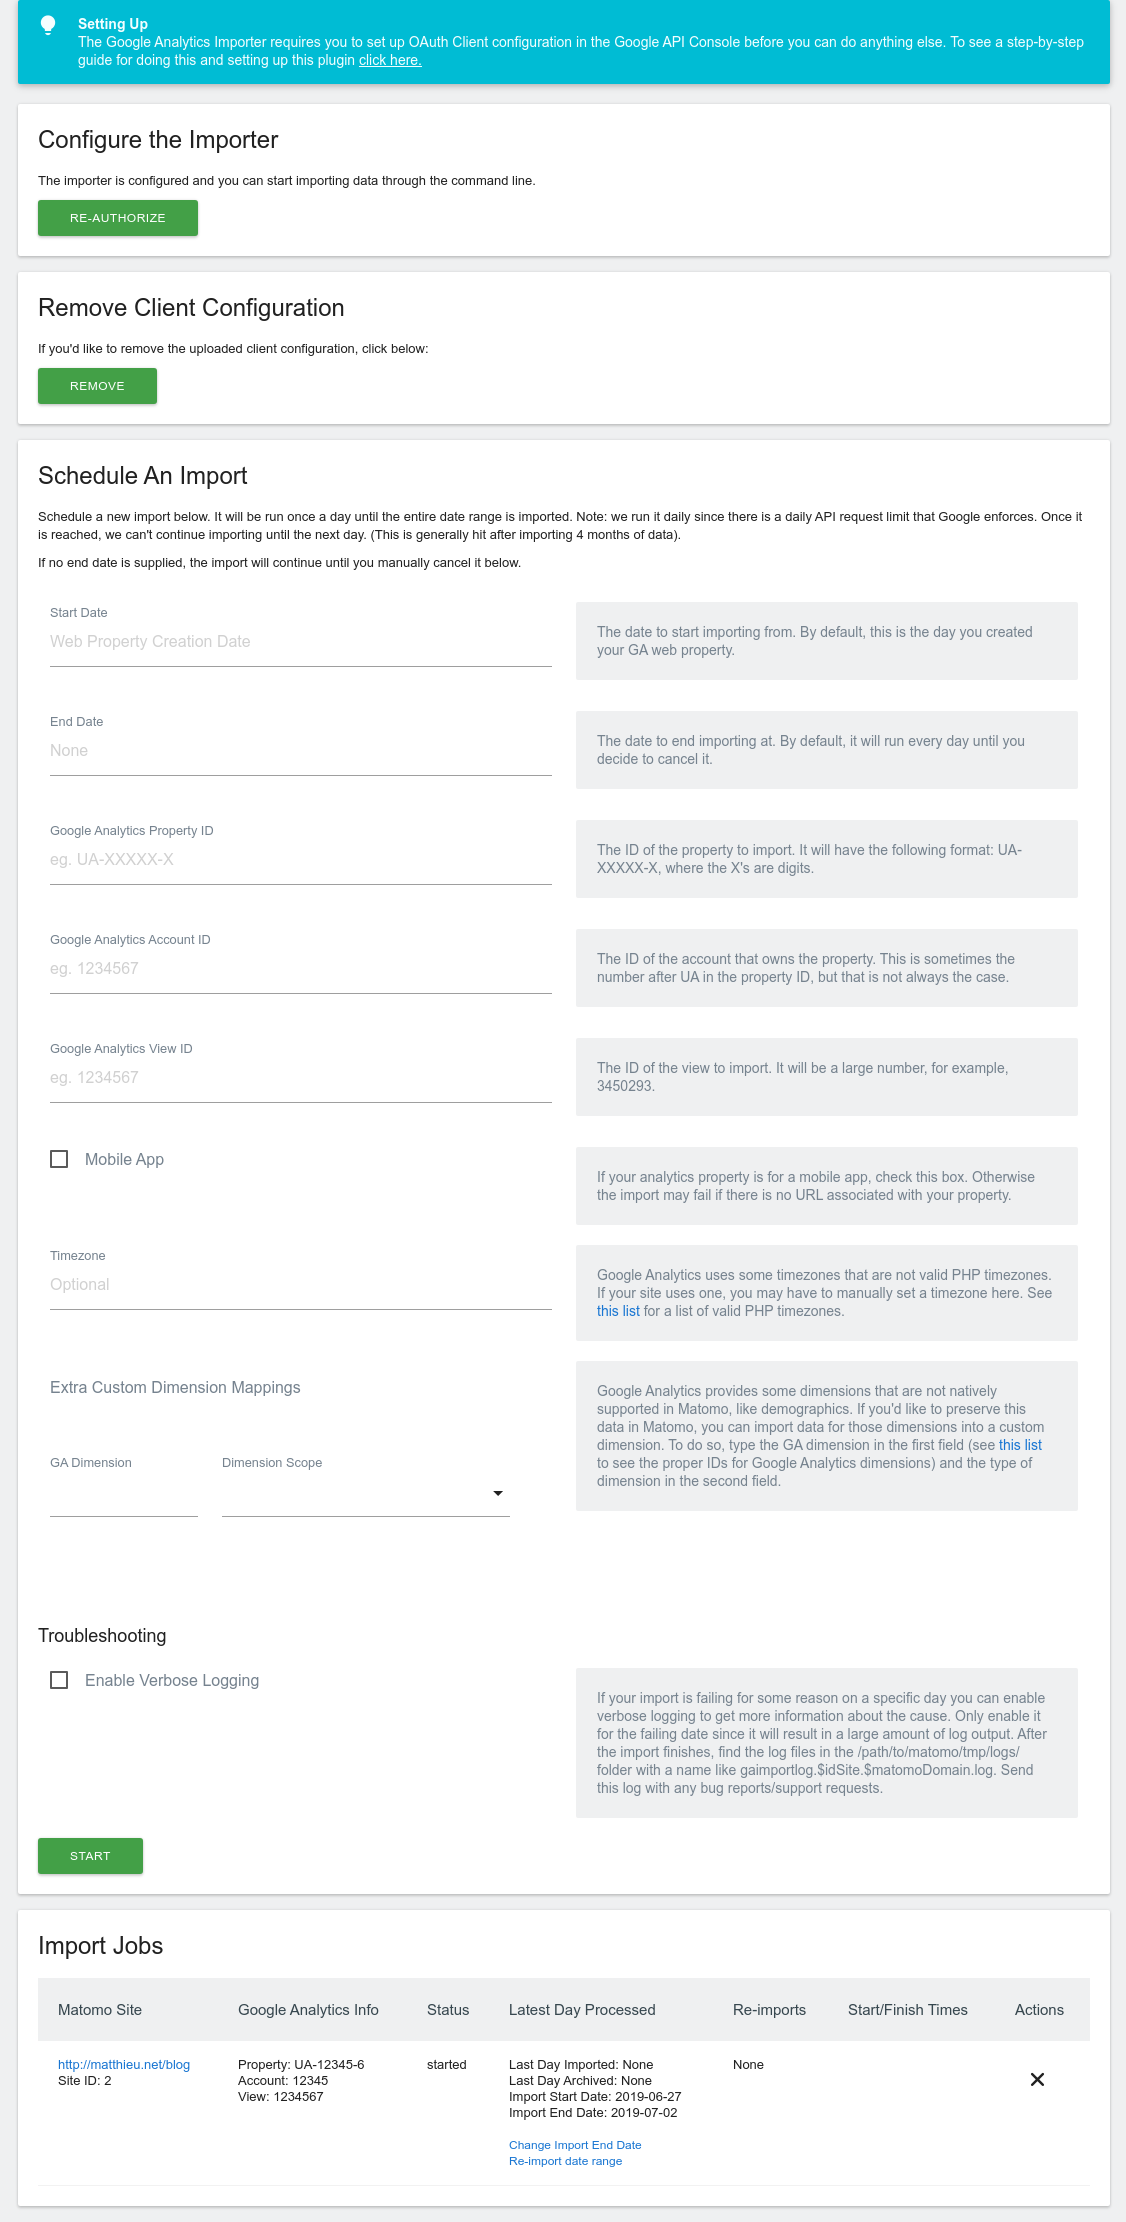 Setting Up
The Google Analytics Importer requires you to set up OAuth Client configuration in the Google API Console before you can do anything else. To see a step-by-step
guide for doing this and setting up this plugin click here.
Configure the Importer
The importer is configured and you can start importing data through the command line.
RE-AUTHORIZE
Remove Client Configuration
If you'd like to remove the uploaded client configuration, click below:
REMOVE
Schedule An Import
Schedule a new import below. It will be run once a day until the entire date range is imported. Note: we run it daily since there is a daily API request limit that Google enforces. Once it
is reached, we can't continue importing until the next day. (This is generally hit after importing 4 months of data).
If no end date is supplied, the import will continue until you manually cancel it below.
Start Date
Web Property Creation Date
The date to start importing from. By default, this is the day you created
your GA web property.
End Date
None
The date to end importing at. By default, it will run every day until you
decide to cancel it.
Google Analytics Property ID
eg. UA-XXXXX-X
The ID of the property to import. It will have the following format: UA-
XXXXX-X, where the X's are digits.
Google Analytics Account ID
eg. 1234567
The ID of the account that owns the property. This is sometimes the
number after UA in the property ID, but that is not always the case.
Google Analytics View ID
eg. 1234567
The ID of the view to import. It will be a large number, for example,
3450293.
Mobile App
If your analytics property is for a mobile app, check this box. Otherwise
the import may fail if there is no URL associated with your property.
Timezone
Optional
Google Analytics uses some timezones that are not valid PHP timezones.
If your site uses one, you may have to manually set a timezone here. See
this list for a list of valid PHP timezones.
Extra Custom Dimension Mappings
GA Dimension Dimension Scope
Google Analytics provides some dimensions that are not natively
supported in Matomo, like demographics. If you'd like to preserve this
data in Matomo, you can import data for those dimensions into a custom
dimension. To do so, type the GA dimension in the first field (see this list
to see the proper IDs for Google Analytics dimensions) and the type of
dimension in the second field.
Troubleshooting
Enable Verbose Logging
If your import is failing for some reason on a specific day you can enable
verbose logging to get more information about the cause. Only enable it
for the failing date since it will result in a large amount of log output. After
the import finishes, find the log files in the /path/to/matomo/tmp/logs/
folder with a name like gaimportlog.$idSite.$matomoDomain.log. Send
this log with any bug reports/support requests.
START
Import Jobs
Matomo Site Google Analytics Info Status Latest Day Processed Re-imports Start/Finish Times Actions
http://matthieu.net/blog Property: UA-12345-6 started Last Day Imported: None None
Site ID: 2 Account: 12345 Last Day Archived: None
View: 1234567 Import Start Date: 2019-06-27
Import End Date: 2019-07-02
Change Import End Date
Re-import date range